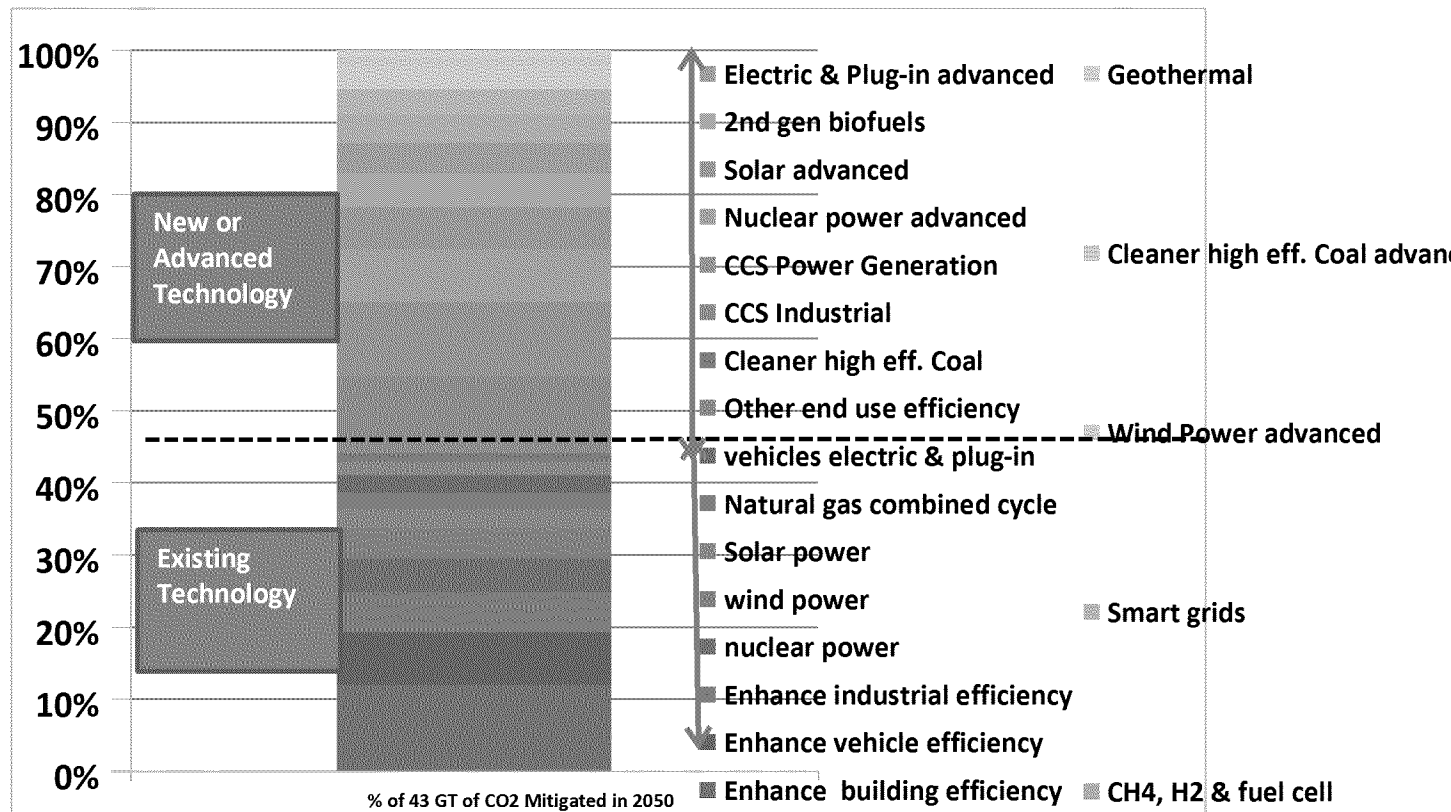 100%
90%
80%
70%
60%
50%
40%
30%
20%
10%
0%
New or
Advanced
Technology
Existing
Technology
% of 43 GT of CO2 Mitigated in 2050
Electric & Plug-in advanced
2nd gen biofuels
Solar advanced
Nuclear power advanced
CCS Power Generation
CCS Industrial
Cleaner high eff. Coal
Other end use efficiency
vehicles electric & plug-in
Natural gas combined cycle
Solar power
wind power
nuclear power
Enhance industrial efficiency
Enhance vehicle efficiency
Enhance building efficiency
Geothermal
Cleaner high eff. Coal advanc
Wind Power advanced
Smart grids
CH4, H2 & fuel cell